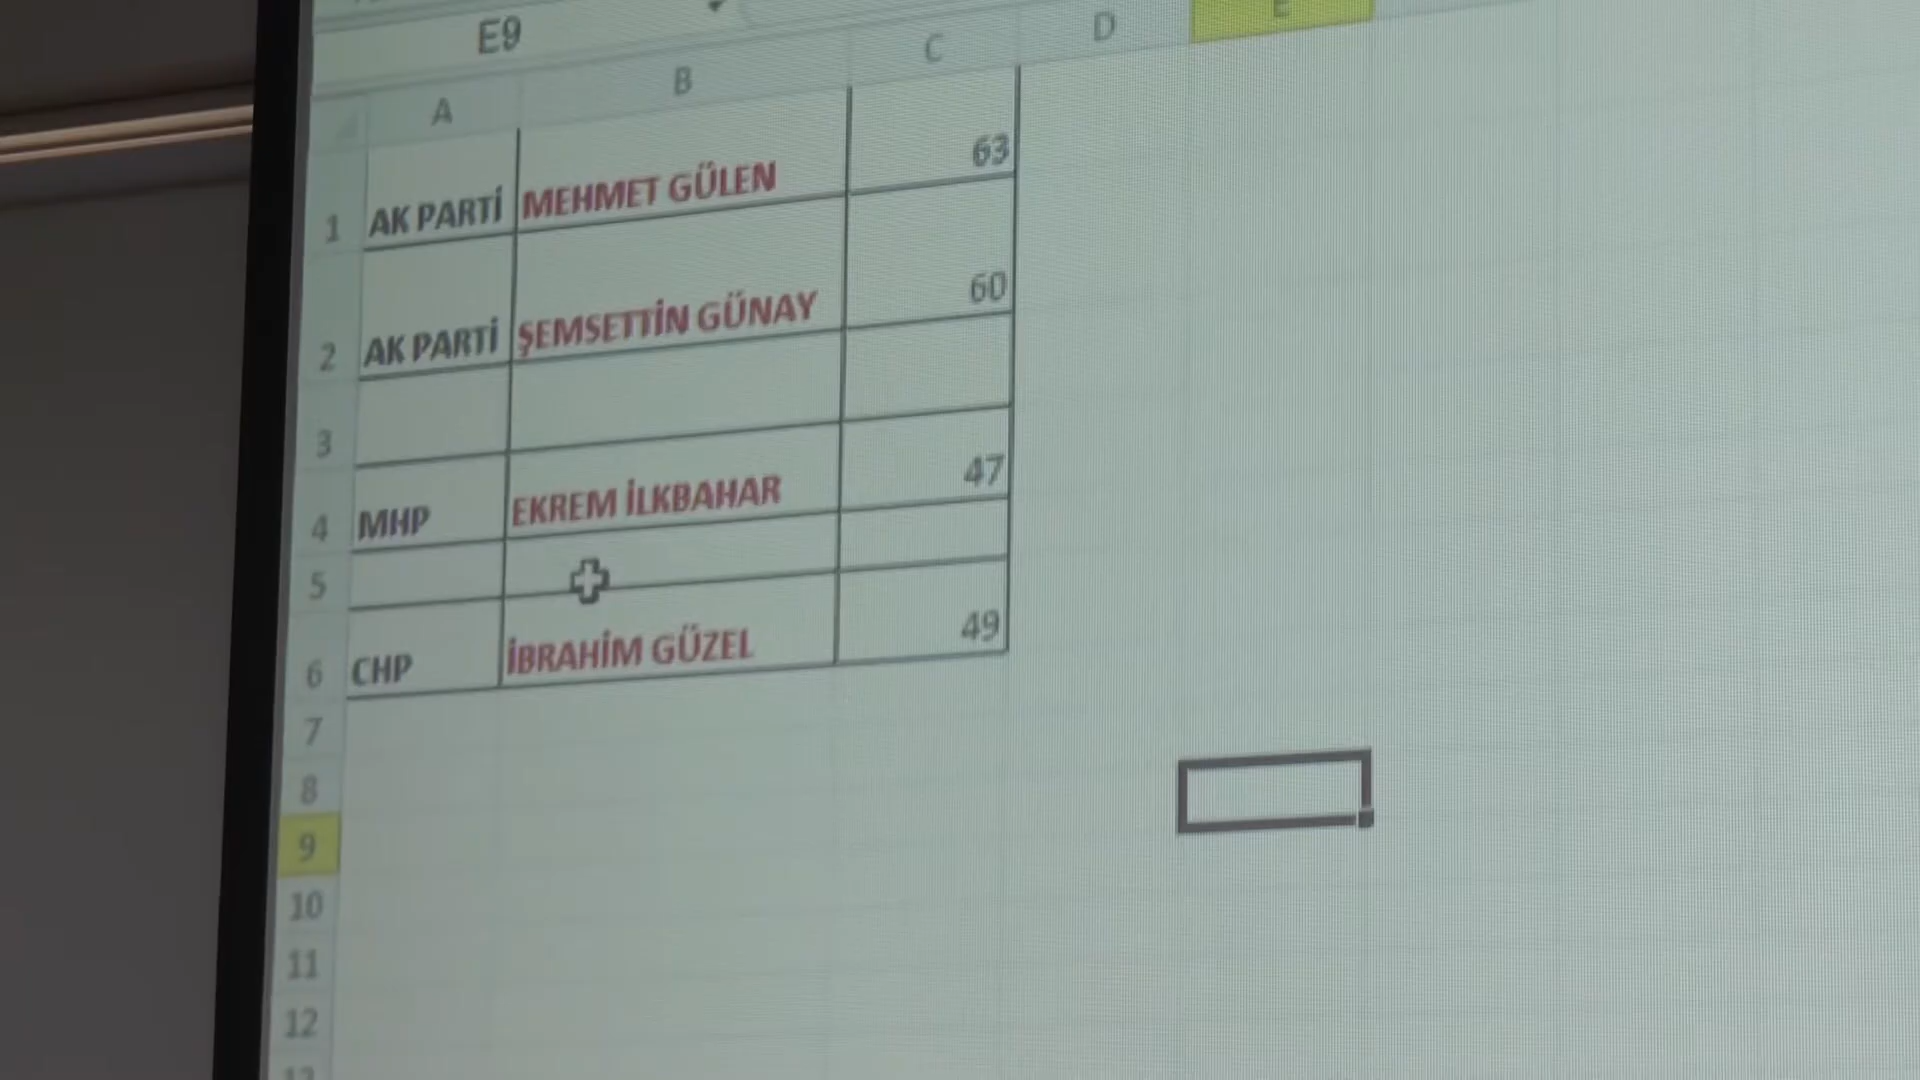 E9
A B C D E
1 AK PARTİ MEHMET GÜLEN 63
2 AK PARTİ ŞEMSETTİN GÜNAY 60
3
4 MHP EKREM İLKBAHAR 47
5
6 CHP İBRAHİM GÜZEL 49
7
8
9
10
11
12
13